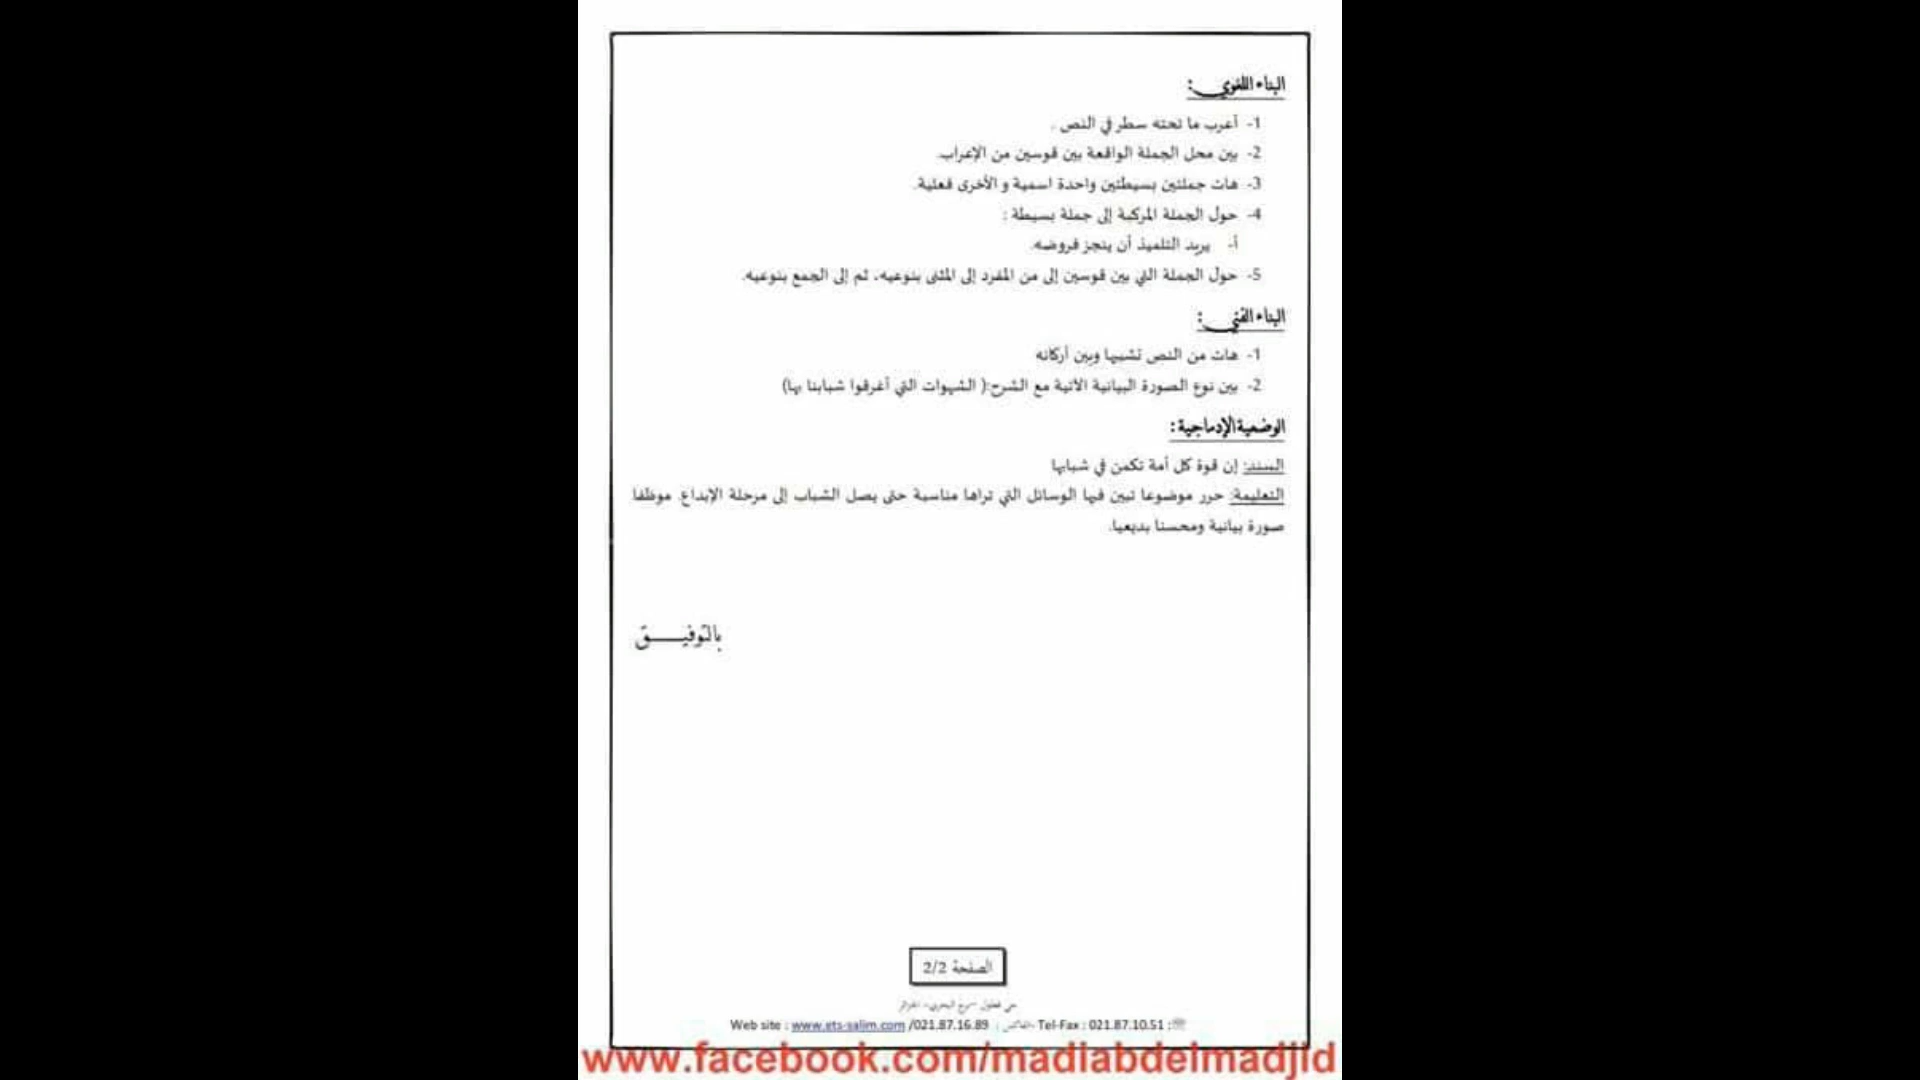 البناء اللغوي :
1- أعرب ما تحته سطر في النص .
2- بين محل الجملة الواقعة بين قوسين من الإعراب.
3- هات جملتين بسيطتين واحدة اسمية و الأخرى فعلية.
4- حول الجملة المركبة إلى جملة بسيطة :
أ- يريد التلميذ أن ينجز فروضه.
5- حول الجملة التي بين قوسين إلى من المفرد إلى المثنى بنوعيه، ثم إلى الجمع بنوعيه.
البناء الفني :
1- هات من النص تشبيها وبين أركانه
2- بين نوع الصورة البيانية الآتية مع الشرح:( الشهوات التي أغرقوا شبابنا بها)
الوضعية الإدماجية :
السند: إن قوة كل أمة تكمن في شبابها
التعليمة: حرر موضوعا تبين فيها الوسائل التي تراها مناسبة حتى يصل الشباب إلى مرحلة الإبداع. موظفا
صورة بيانية ومحسنا بديعيا.
بالتّوفيـــــق
الصفحة 2/2
Web site : www.ets-salim.com /021.87.16.89 : الفاكس- Tel-Fax : 021.87.10.51 :
www.facebook.com/madiabdelmadjid